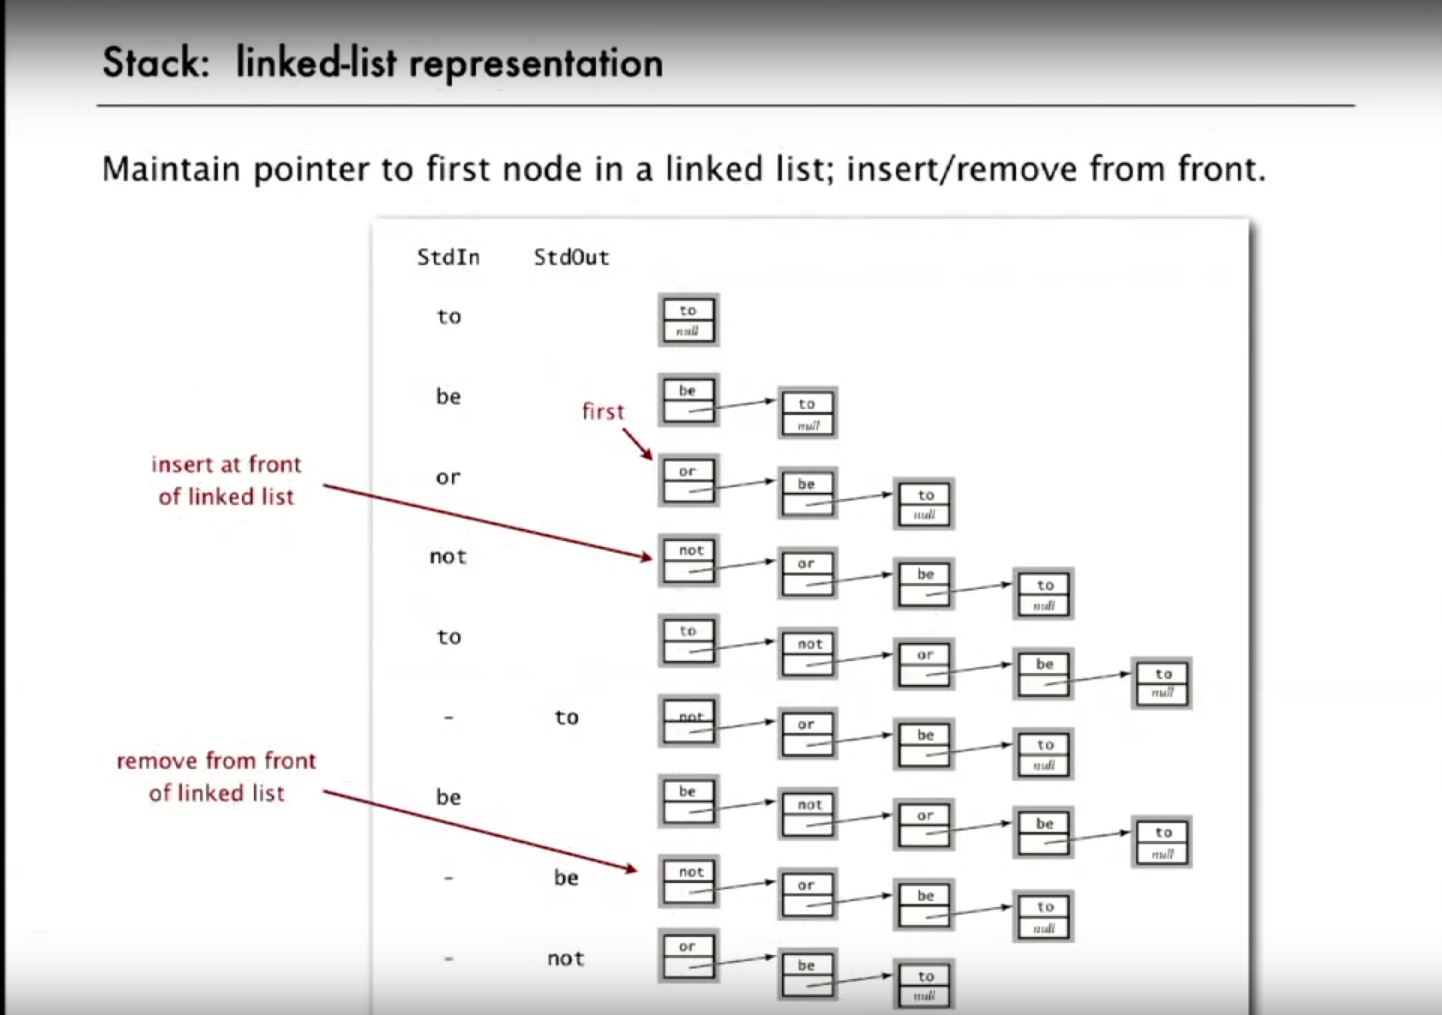 Stack: linked-list representation
Maintain pointer to first node in a linked list; insert/remove from front.
StdIn StdOut
to
to
null
be
be
to
null
first
insert at front
of linked list
or
or
be
to
null
not
not
or
be
to
null
to
to
not
or
be
to
null
- to
not
or
be
to
null
remove from front
of linked list
be
be
not
or
be
to
null
- be
not
or
be
to
null
- not
or
be
to
null